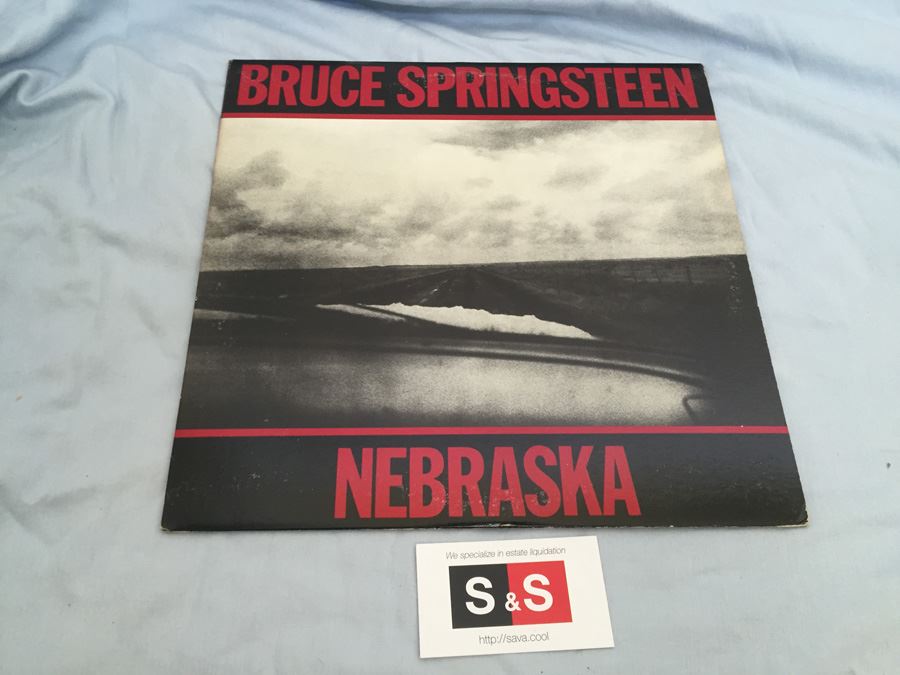 BRUCE SPRINGSTEEN
NEBRASKA
We specialize in estate liquidation
S&S
http://sava.cool